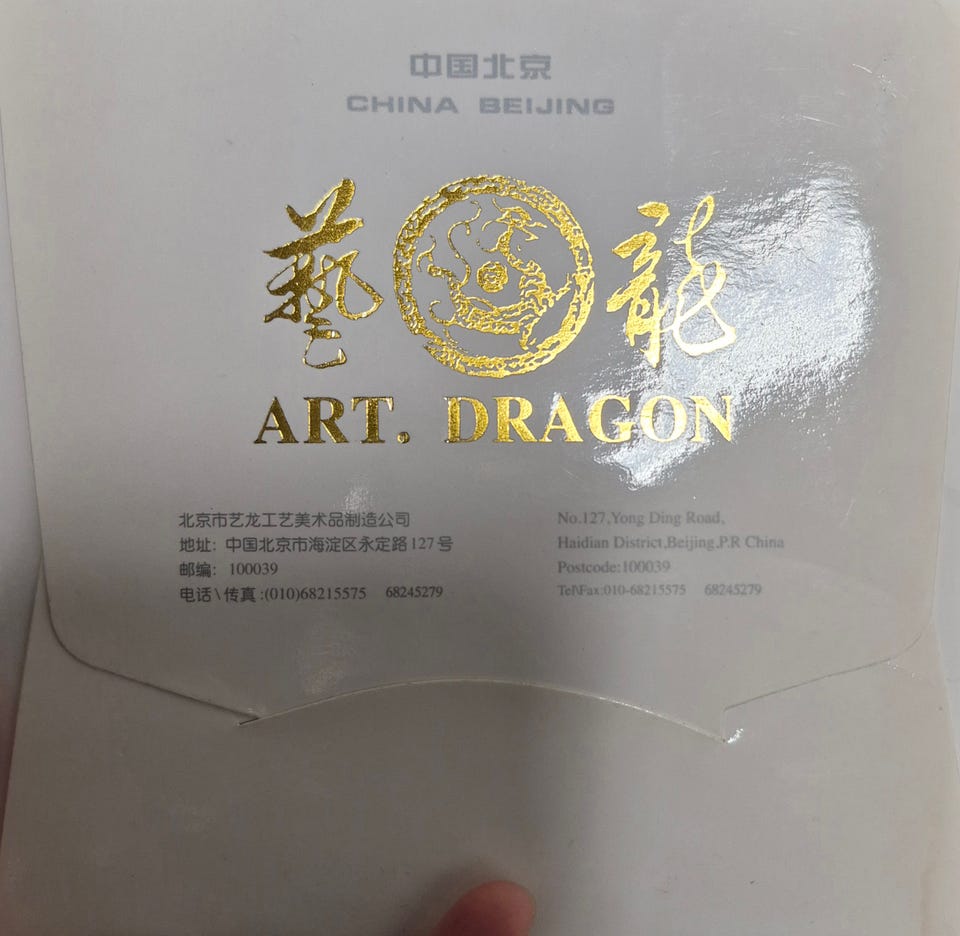 中国北京
CHINA BEIJING
藝 龍
ART. DRAGON
北京市艺龙工艺美术品制造公司
地址: 中国北京市海淀区永定路127号
邮编: 100039
电话\传真:(010)68215575 68245279
No.127,Yong Ding Road,
Haidian District,Beijing,P.R China
Postcode:100039
Tel\Fax:010-68215575 68245279